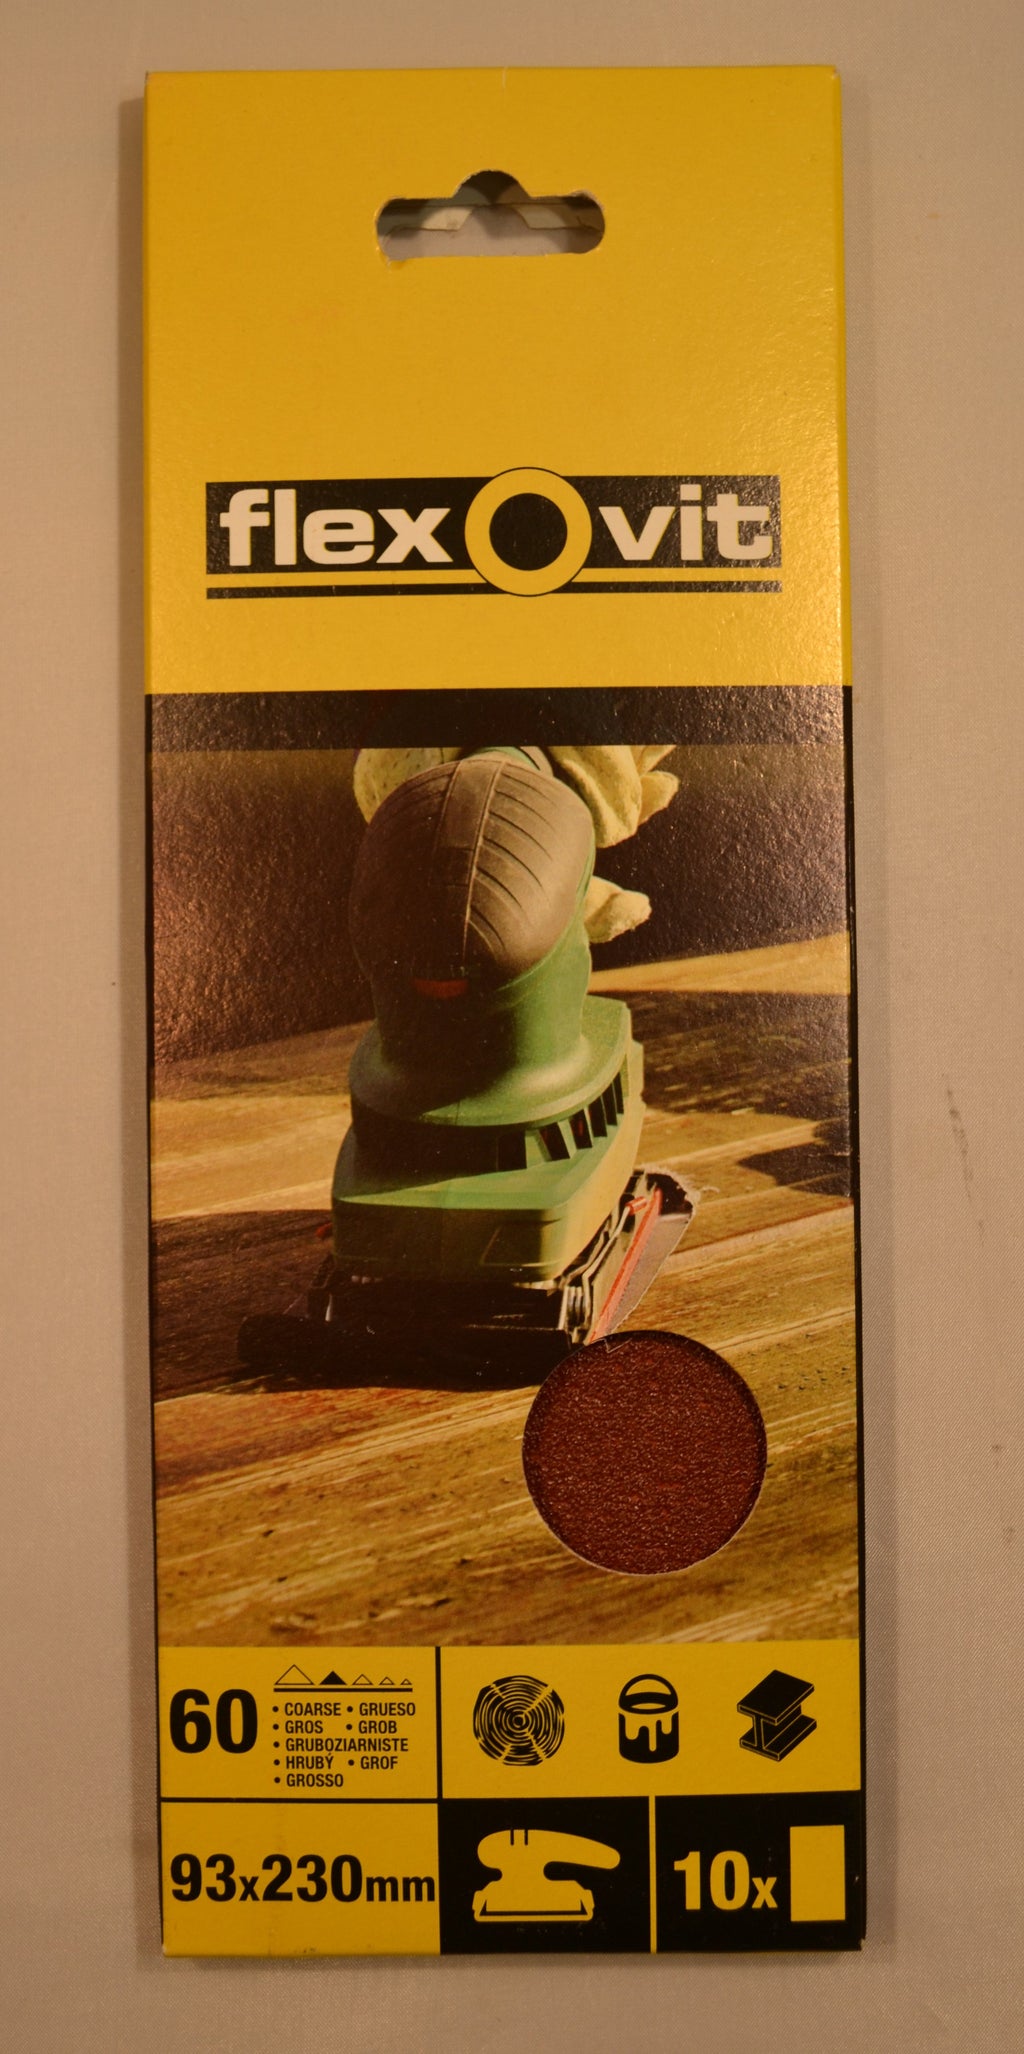 flexovit
60
• COARSE • GRUESO
• GROS • GROB
• GRUBOZIARNISTE
• HRUBÝ • GROF
• GROSSO
93x230mm
10x